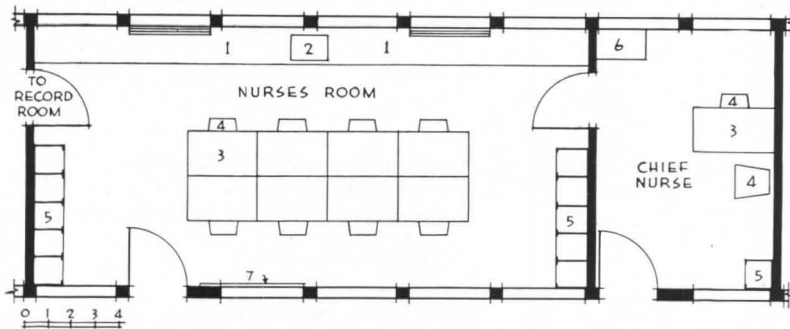 1 2 1 6
TO
RECORD
ROOM
NURSES ROOM
4 4
3 3
CHIEF
NURSE
4
5 5 5
7
0 1 2 3 4